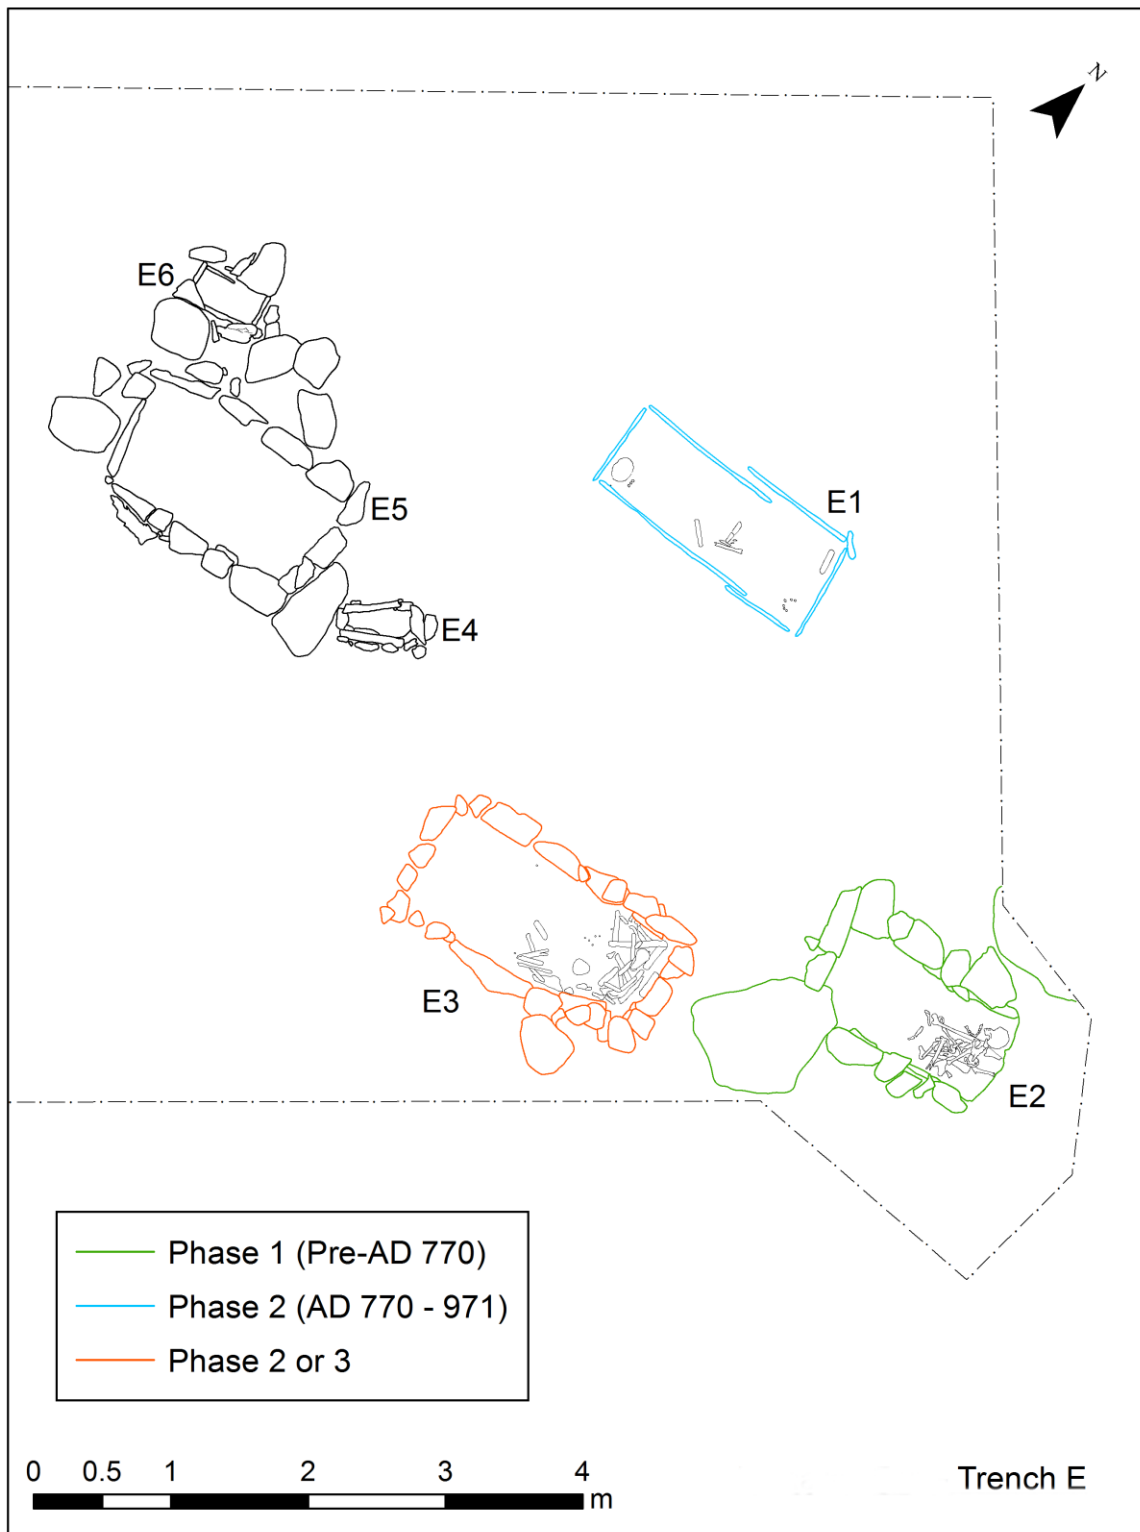 N
E6
E5
E1
E4
E3
E2
Phase 1 (Pre-AD 770)
Phase 2 (AD 770 - 971)
Phase 2 or 3
0 0.5 1 2 3 4
m
Trench E